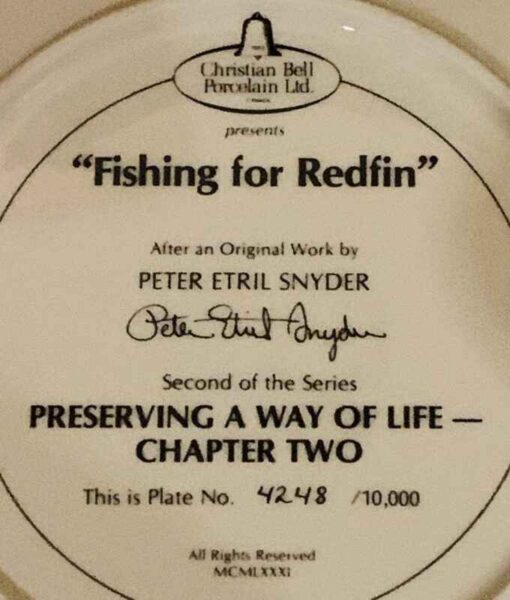 Christian Bell
Porcelain Ltd.
presents
“Fishing for Redfin”
After an Original Work by
PETER ETRIL SNYDER
Peter Etril Snyder
Second of the Series
PRESERVING A WAY OF LIFE —
CHAPTER TWO
This is Plate No. 4248 /10,000
All Rights Reserved
MCMLXXXI